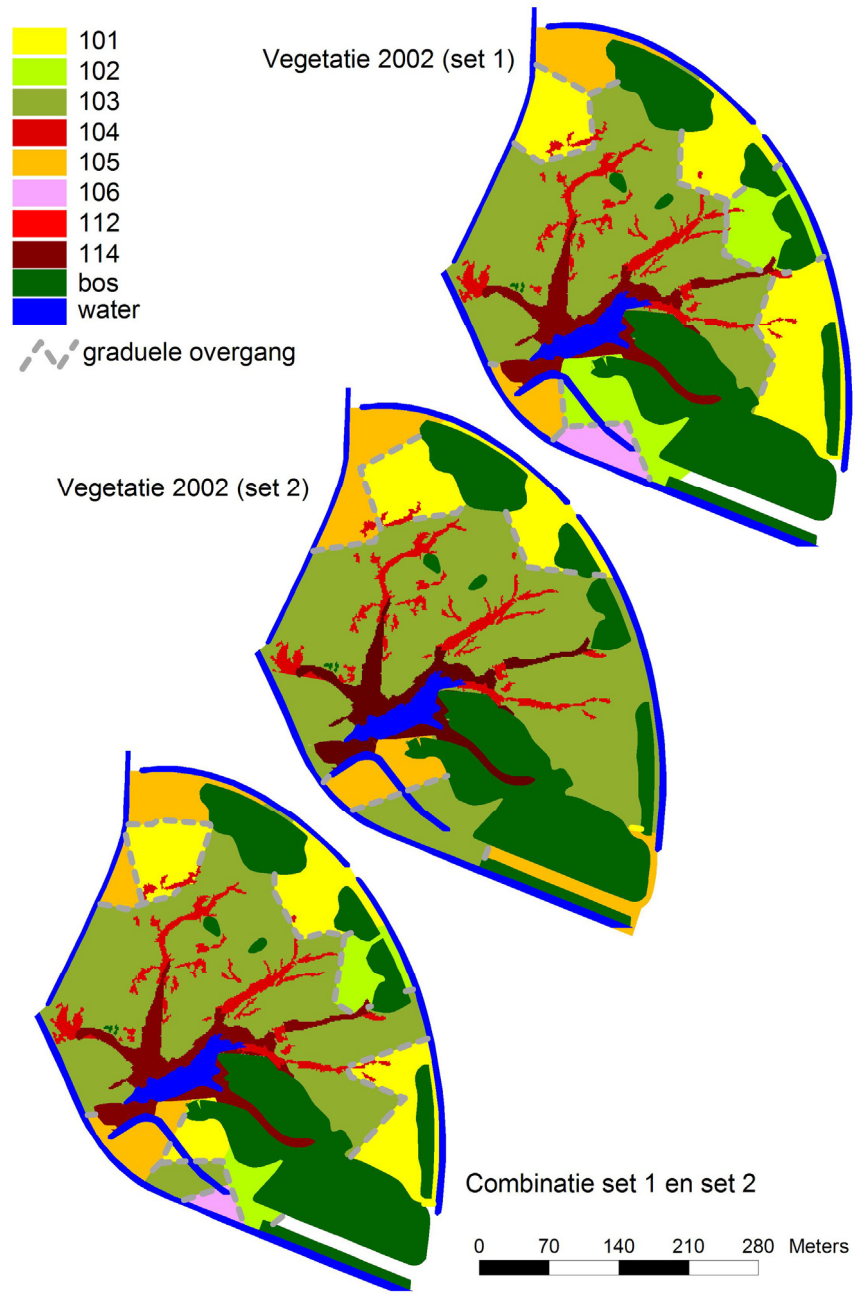 101
102
103
104
105
106
112
114
bos
water
graduele overgang
Vegetatie 2002 (set 1)
Vegetatie 2002 (set 2)
Combinatie set 1 en set 2
0 70 140 210 280 Meters